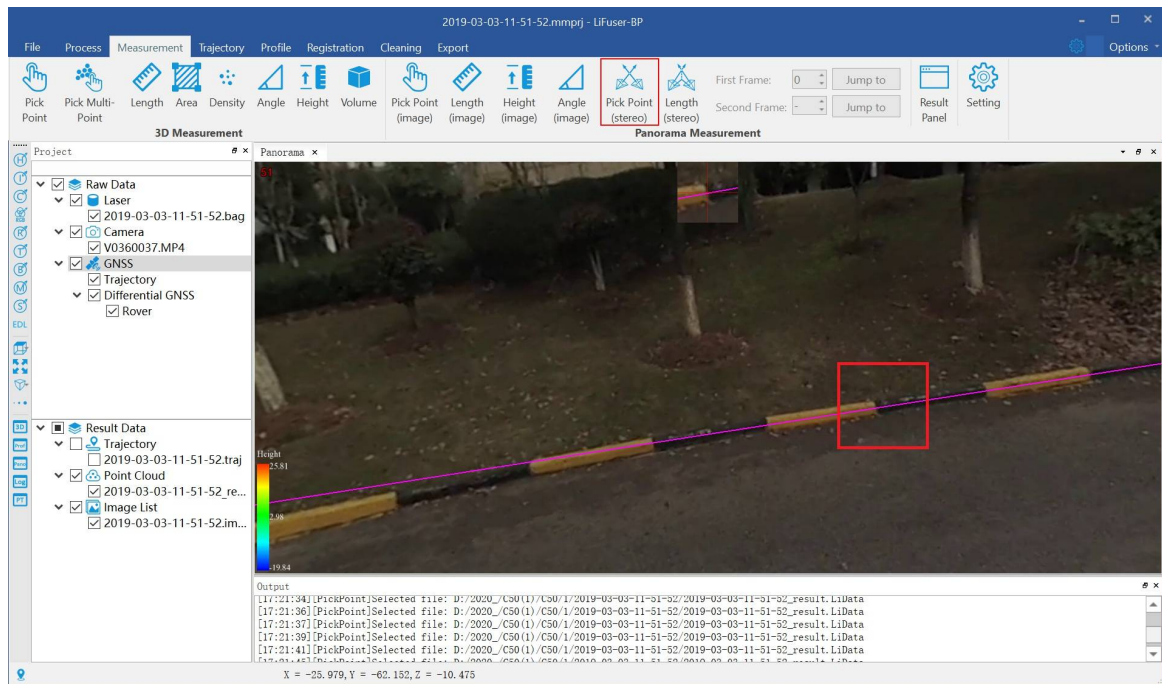 2019-03-03-11-51-52.mmprj - LiFuser-BP
File Process Measurement Trajectory Profile Registration Cleaning Export Options
Pick Point
Pick Multi-Point
Length
Area
Density
Angle
Height
Volume
3D Measurement
Pick Point (image)
Length (image)
Height (image)
Angle (image)
Pick Point (stereo)
Length (stereo)
First Frame: 0 Jump to
Second Frame: - Jump to
Panorama Measurement
Result Panel
Setting
Project
Raw Data
Laser
2019-03-03-11-51-52.bag
Camera
V0360037.MP4
GNSS
Trajectory
Differential GNSS
Rover
EDL
3D
Log
PT
Result Data
Trajectory
2019-03-03-11-51-52.traj
Point Cloud
2019-03-03-11-51-52_re...
Image List
2019-03-03-11-51-52.im...
Panorama
51
Height
25.81
2.98
-19.84
Output
[17:21:34][PickPoint]Selected file: D:/2020_/C50(1)/C50/1/2019-03-03-11-51-52/2019-03-03-11-51-52_result.LiData
[17:21:36][PickPoint]Selected file: D:/2020_/C50(1)/C50/1/2019-03-03-11-51-52/2019-03-03-11-51-52_result.LiData
[17:21:37][PickPoint]Selected file: D:/2020_/C50(1)/C50/1/2019-03-03-11-51-52/2019-03-03-11-51-52_result.LiData
[17:21:39][PickPoint]Selected file: D:/2020_/C50(1)/C50/1/2019-03-03-11-51-52/2019-03-03-11-51-52_result.LiData
[17:21:41][PickPoint]Selected file: D:/2020_/C50(1)/C50/1/2019-03-03-11-51-52/2019-03-03-11-51-52_result.LiData
X = -25.979, Y = -62.152, Z = -10.475